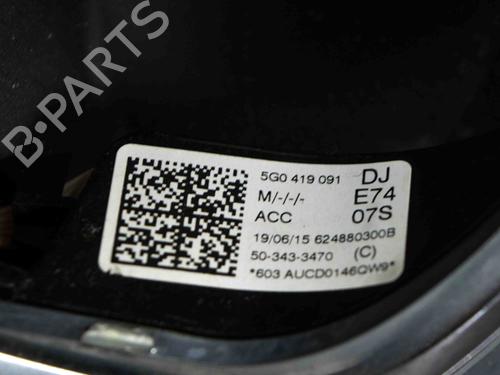 B-PARTS
5G0 419 091 DJ
M/-/-/- E74
ACC 07S
19/06/15 624880300B
50-343-3470 (C)
*603 AUCD0146QW9*